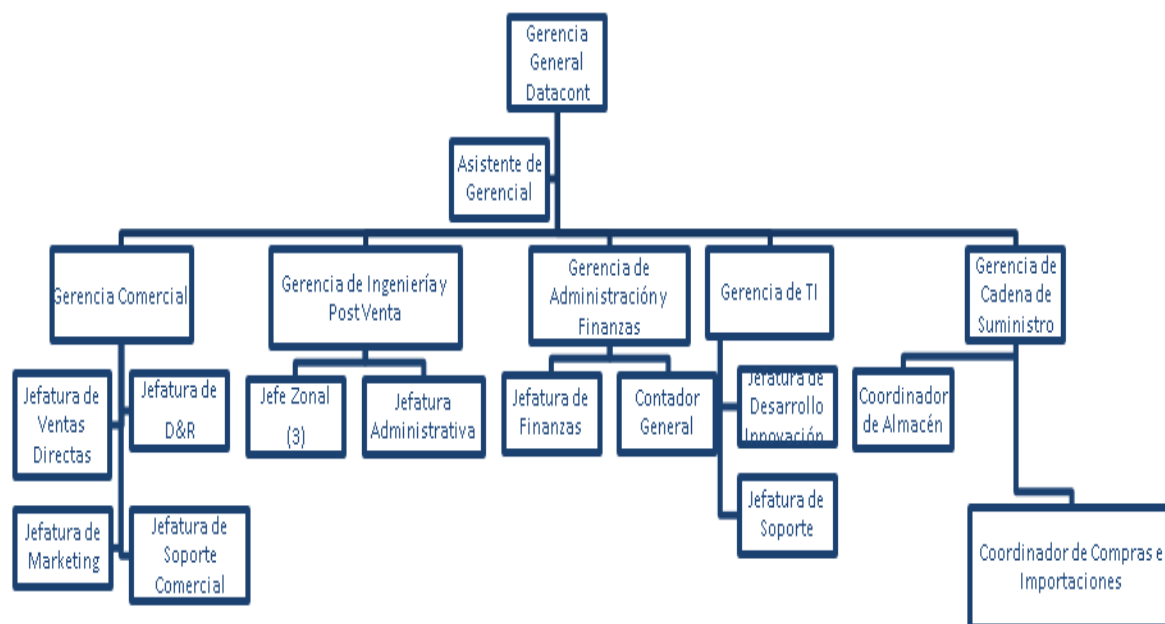 Gerencia
General
Datacont
Asistente de
Gerencial
Gerencia Comercial
Gerencia de Ingeniería y
Post Venta
Gerencia de
Administración y
Finanzas
Gerencia de TI
Gerencia de
Cadena de
Suministro
Jefatura de
Ventas
Directas
Jefatura de
D&R
Jefe Zonal
(3)
Jefatura
Administrativa
Jefatura de
Finanzas
Contador
General
Jefatura de
Desarrollo
Innovación
Coordinador
de Almacén
Jefatura de
Marketing
Jefatura de
Soporte
Comercial
Jefatura de
Soporte
Coordinador de Compras e
Importaciones